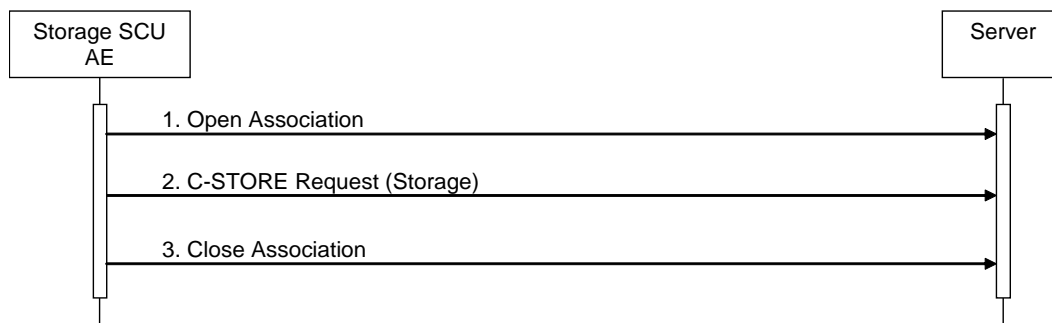 Storage SCU
AE
Server
1. Open Association
2. C-STORE Request (Storage)
3. Close Association